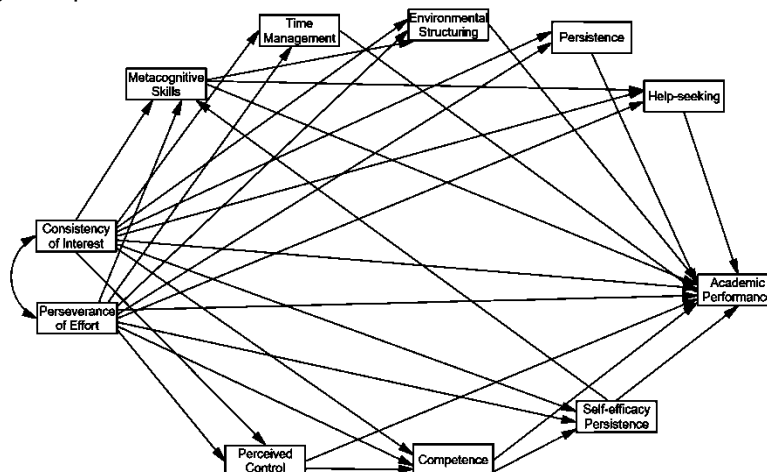 Time
Management
Environmental
Structuring
Persistence
Metacognitive
Skills
Help-seeking
Consistency
of Interest
Perseverance
of Effort
Academic
Performance
Self-efficacy
Persistence
Perceived
Control
Competence